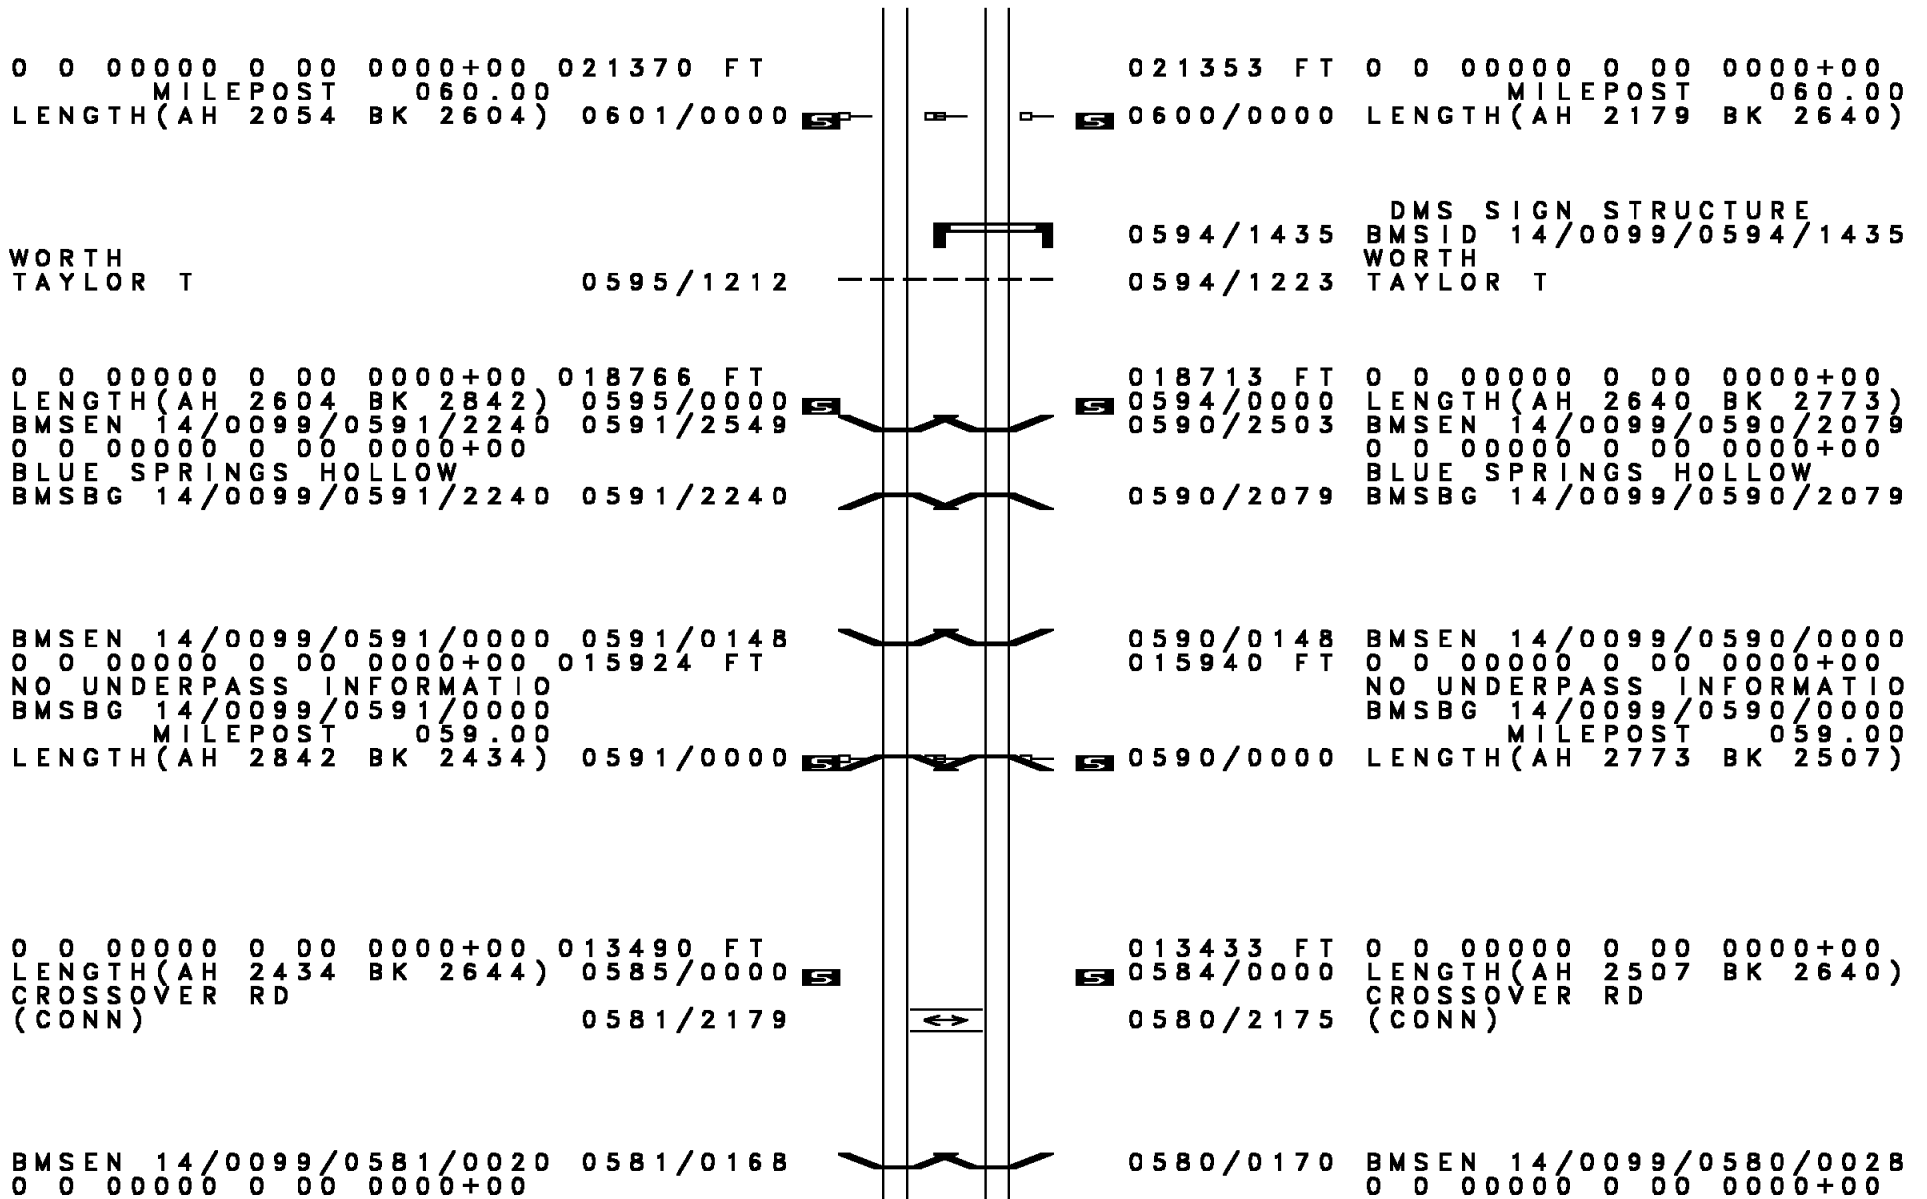 0 0 00000 0 00 0000+00 021370 FT 021353 FT 0 0 00000 0 00 0000+00
MILEPOST 060.00 MILEPOST 060.00
LENGTH(AH 2054 BK 2604) 0601/0000 S S 0600/0000 LENGTH(AH 2179 BK 2640)
DMS SIGN STRUCTURE
0594/1435 BMSID 14/0099/0594/1435
WORTH WORTH
TAYLOR T 0595/1212 0594/1223 TAYLOR T
0 0 00000 0 00 0000+00 018766 FT 018713 FT 0 0 00000 0 00 0000+00
LENGTH(AH 2604 BK 2842) 0595/0000 S S 0594/0000 LENGTH(AH 2640 BK 2773)
BMSEN 14/0099/0591/2240 0591/2549 0590/2503 BMSEN 14/0099/0590/2079
0 0 00000 0 00 0000+00 0 0 00000 0 00 0000+00
BLUE SPRINGS HOLLOW BLUE SPRINGS HOLLOW
BMSBG 14/0099/0591/2240 0591/2240 0590/2079 BMSBG 14/0099/0590/2079
BMSEN 14/0099/0591/0000 0591/0148 0590/0148 BMSEN 14/0099/0590/0000
0 0 00000 0 00 0000+00 015924 FT 015940 FT 0 0 00000 0 00 0000+00
NO UNDERPASS INFORMATIO NO UNDERPASS INFORMATIO
BMSBG 14/0099/0591/0000 BMSBG 14/0099/0590/0000
MILEPOST 059.00 MILEPOST 059.00
LENGTH(AH 2842 BK 2434) 0591/0000 S S 0590/0000 LENGTH(AH 2773 BK 2507)
0 0 00000 0 00 0000+00 013490 FT 013433 FT 0 0 00000 0 00 0000+00
LENGTH(AH 2434 BK 2644) 0585/0000 S S 0584/0000 LENGTH(AH 2507 BK 2640)
CROSSOVER RD CROSSOVER RD
(CONN) 0581/2179 0580/2175 (CONN)
BMSEN 14/0099/0581/0020 0581/0168 0580/0170 BMSEN 14/0099/0580/0028
0 0 00000 0 00 0000+00 0 0 00000 0 00 0000+00